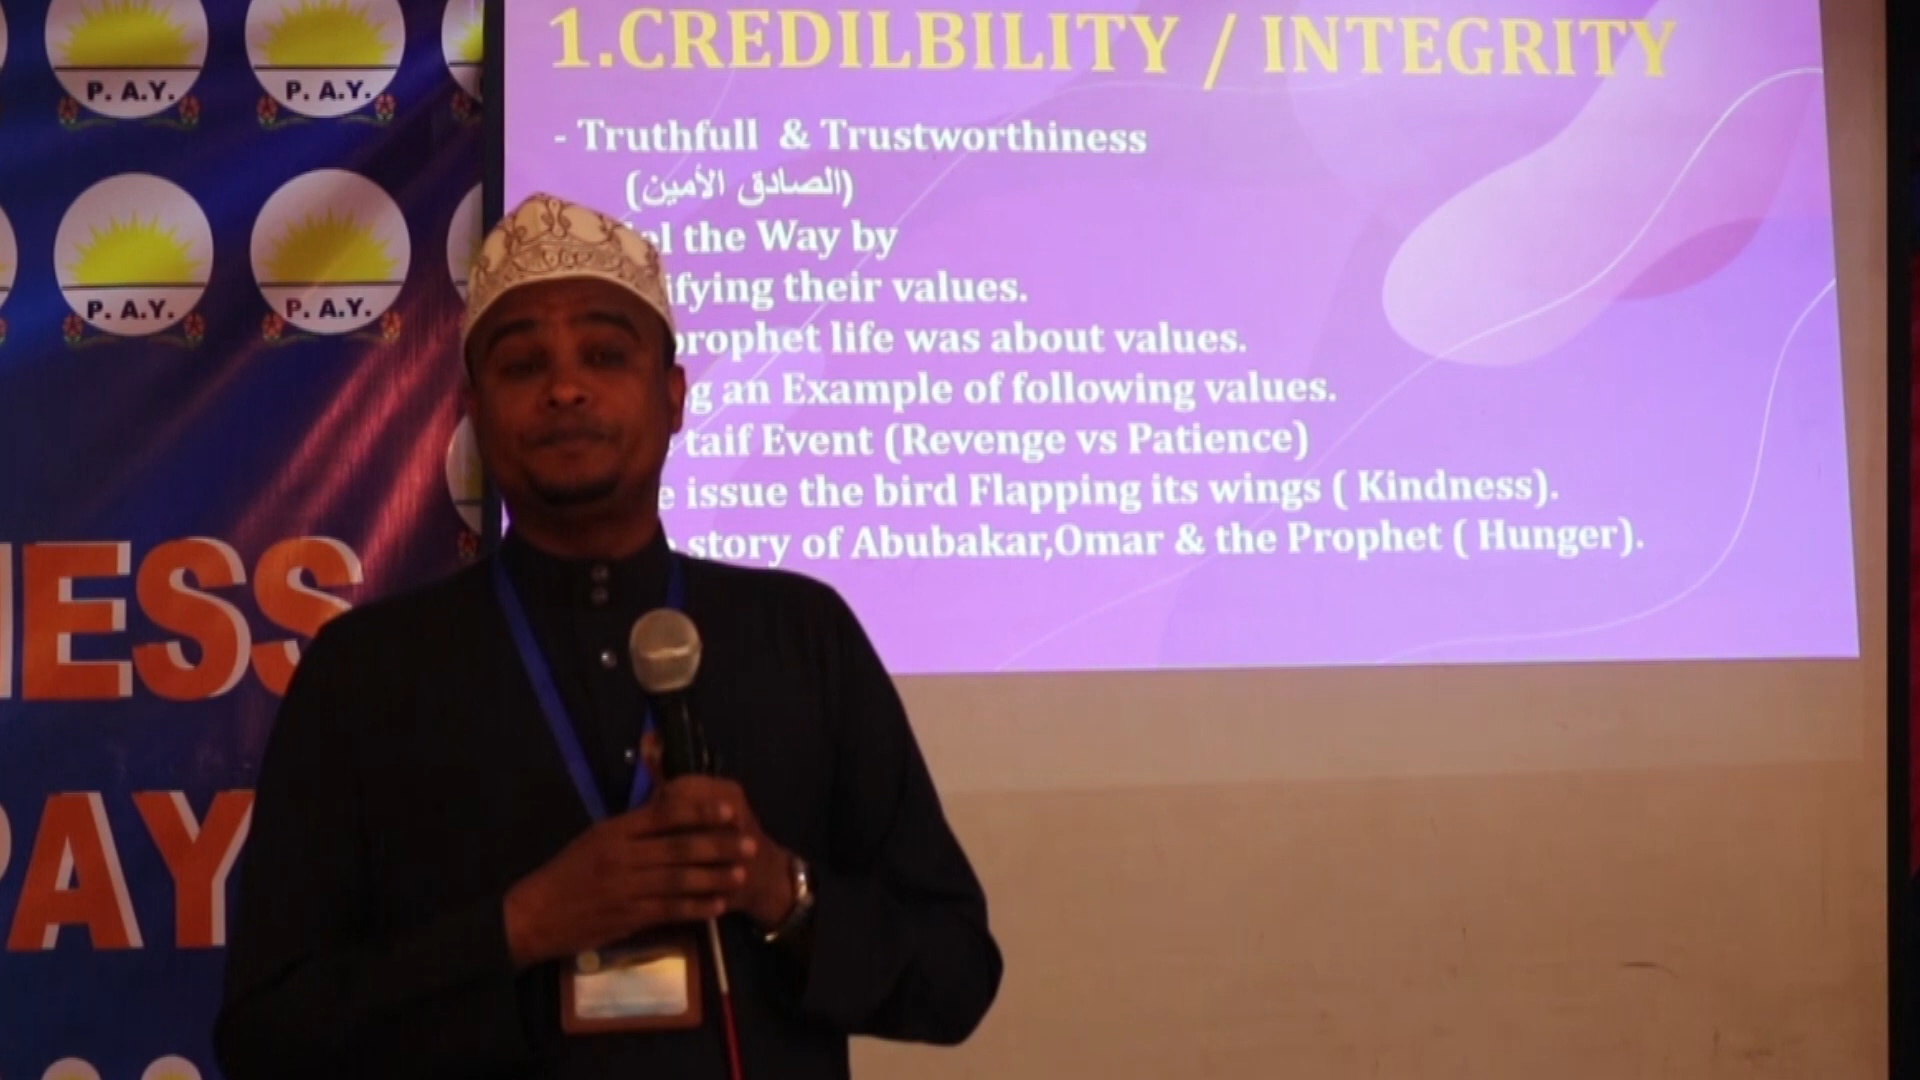 1.CREDILBILITY / INTEGRITY
- Truthfull & Trustworthiness
(الصادق الأمين)
the Way by
their values.
prophet life was about values.
an Example of following values.
taif Event (Revenge vs Patience)
issue the bird Flapping its wings ( Kindness).
story of Abubakar,Omar & the Prophet ( Hunger).
P. A.Y.
P. A.Y.
P. A.Y.
P. A.Y.